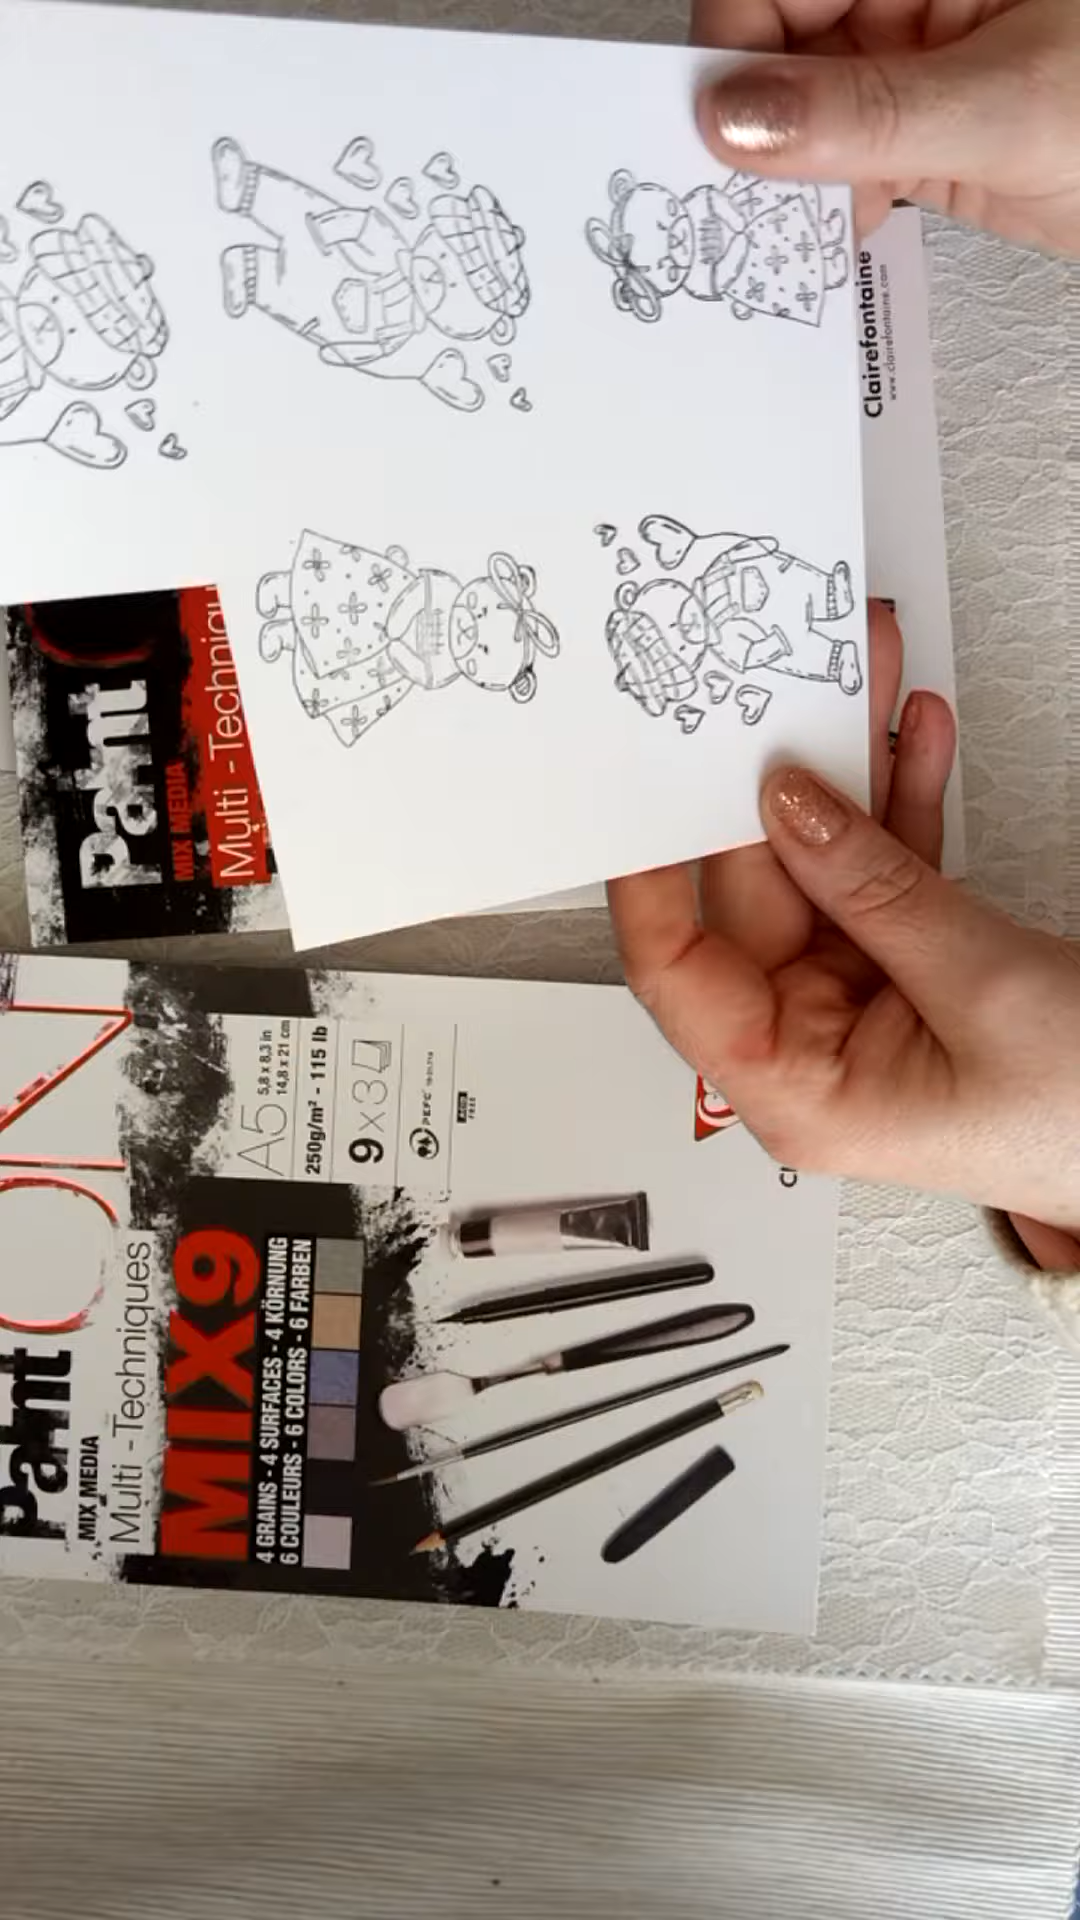 Clairefontaine
www.clairefontaine.com
Paint
MIX MEDIA
Multi - Techniqu
Paint
MIX MEDIA
Multi - Techniques
MIX9
4 GRAINS - 4 SURFACES - 4 KÖRNUNG
6 COULEURS - 6 COLORS - 6 FARBEN
A5
5,8 x 8,3 in
14,8 x 21 cm
250g/m² - 115 lb
9 x 3
PEFC
ACID
FREE